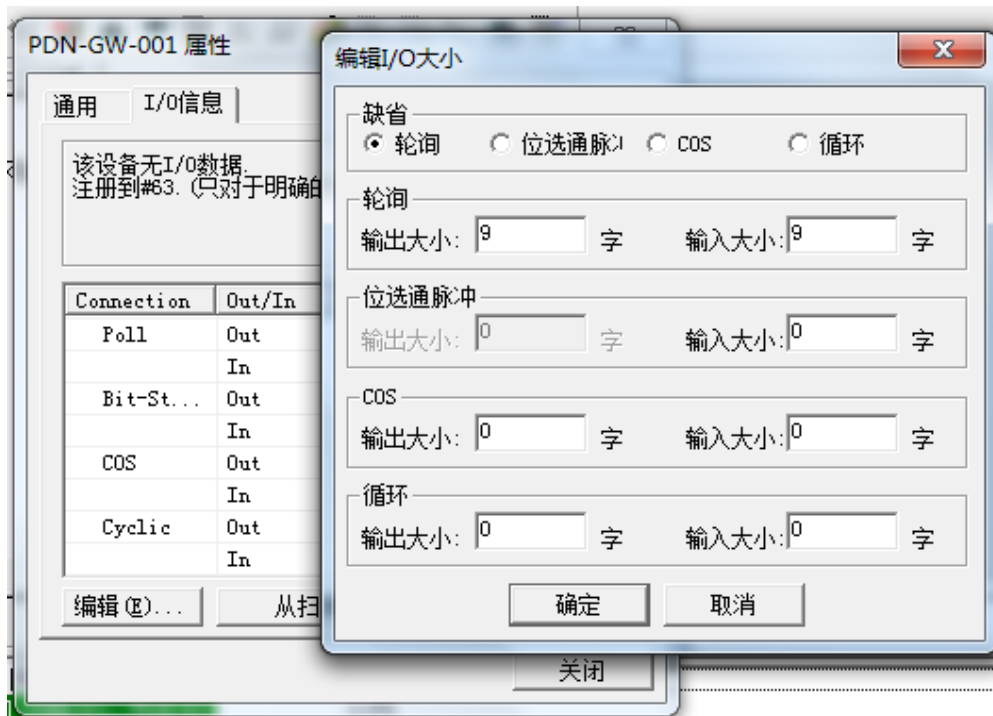 PDN-GW-001 属性
通用
I/O信息
该设备无I/O数据.
注册到#63. (只对于明确的
Connection Out/In
Poll Out
In
Bit-St... Out
In
COS Out
In
Cyclic Out
In
编辑(E)...
从扫
关闭
编辑I/O大小
缺省
轮询 位选通脉冲 COS 循环
轮询
输出大小: 9 字 输入大小: 9 字
位选通脉冲
输出大小: 0 字 输入大小: 0 字
COS
输出大小: 0 字 输入大小: 0 字
循环
输出大小: 0 字 输入大小: 0 字
确定 取消